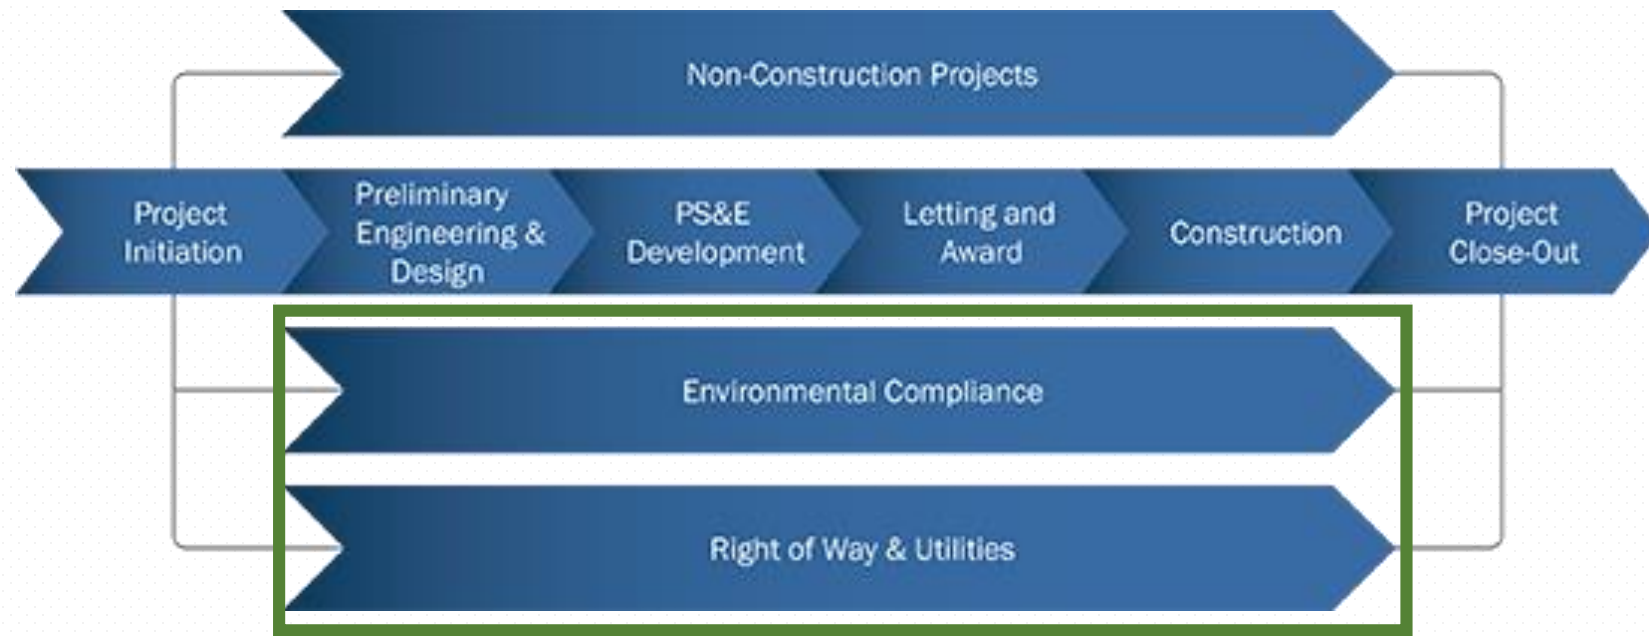 Non-Construction Projects
Project
Initiation
Preliminary
Engineering &
Design
PS&E
Development
Letting and
Award
Construction
Project
Close-Out
Environmental Compliance
Right of Way & Utilities